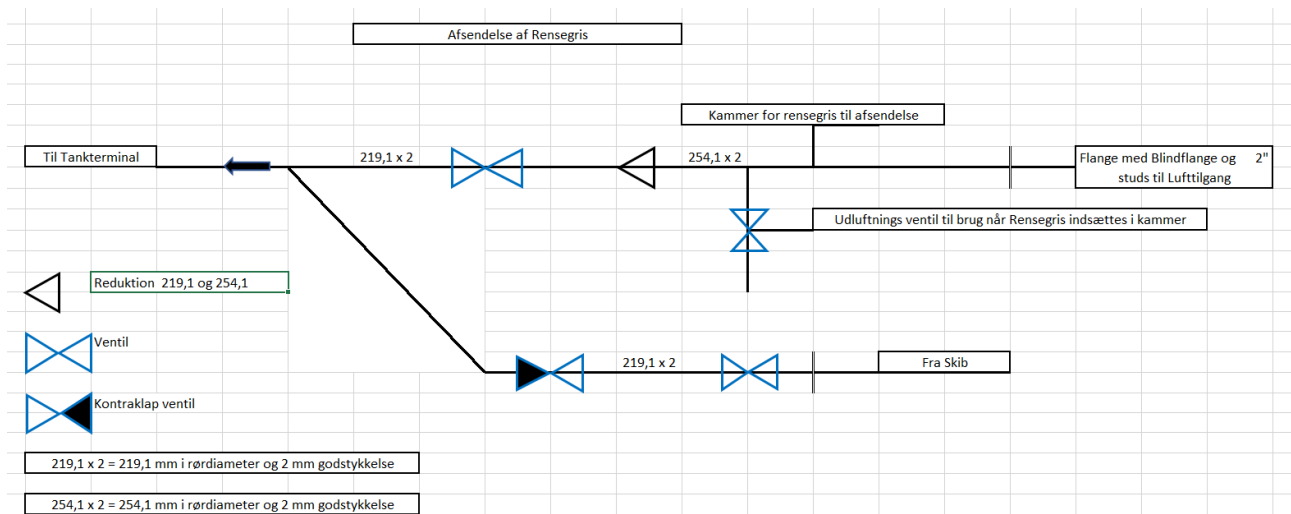 Afsendelse af Rensegris
Kammer for rensegris til afsendelse
Til Tankterminal
219,1 x 2
254,1 x 2
Flange med Blindflange og 2"
studs til Lufttilgang
Udluftnings ventil til brug når Rensegris indsættes i kammer
Reduktion 219,1 og 254,1
Ventil
219,1 x 2
Fra Skib
Kontraklap ventil
219,1 x 2 = 219,1 mm i rørdiameter og 2 mm godstykkelse
254,1 x 2 = 254,1 mm i rørdiameter og 2 mm godstykkelse